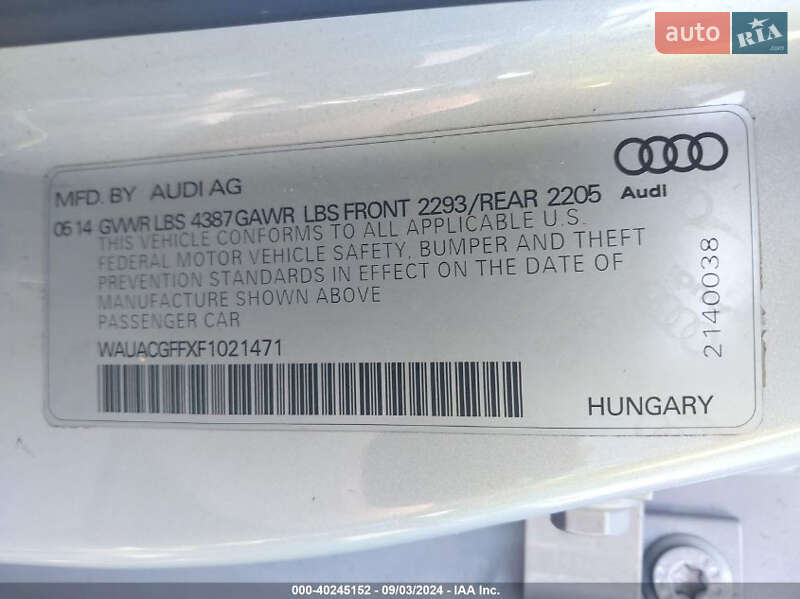 auto RIA
Audi
MFD. BY AUDI AG
05 14 GVWR LBS 4387 GAWR LBS FRONT 2293/REAR 2205
THIS VEHICLE CONFORMS TO ALL APPLICABLE U.S.
FEDERAL MOTOR VEHICLE SAFETY, BUMPER AND THEFT
PREVENTION STANDARDS IN EFFECT ON THE DATE OF
MANUFACTURE SHOWN ABOVE
PASSENGER CAR
WAUACGFFXF1021471
HUNGARY
2140038
000-40245152 - 09/03/2024 - IAA Inc.